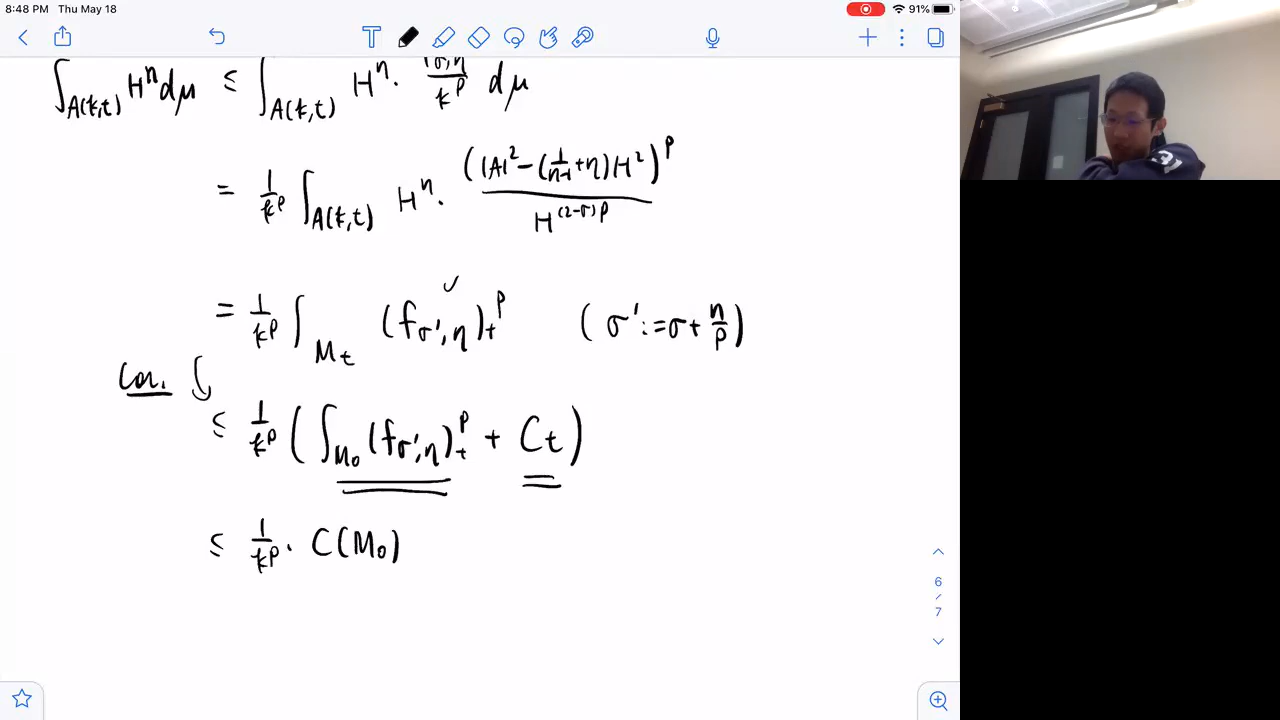 8:48 PM Thu May 18
91%
∫_{A(k,t)} H^n dμ ≤ ∫_{A(k,t)} H^n · f_{σ,η}^p / k^p dμ
= 1/k^p ∫_{A(k,t)} H^n · (|A|^2 - (1/(n-1) + η)H^2)^p / H^{(2-σ)p}
= 1/k^p ∫_{M_t} (f_{σ',η})_+^p (σ' := σ + n/p)
Cor.
≤ 1/k^p ( ∫_{M_0} (f_{σ',η})_+^p + Ct )
≤ 1/k^p · C(M_0)
6
/
7
31